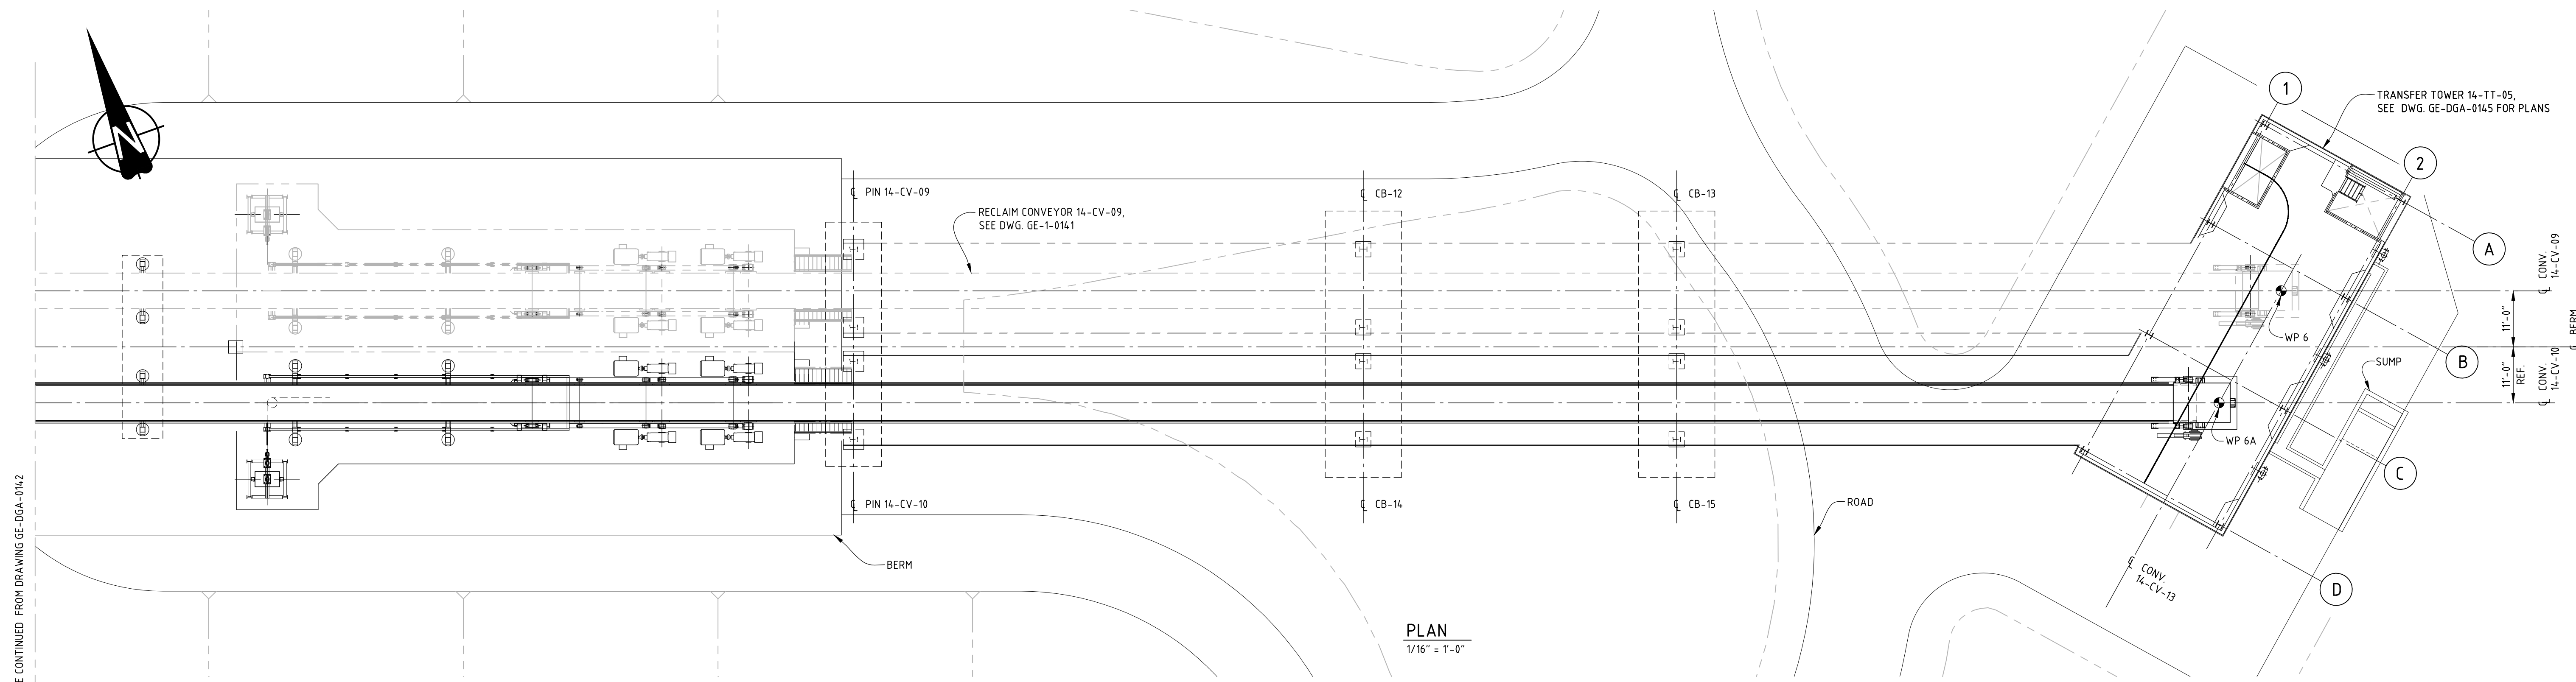 N
1
TRANSFER TOWER 14-TT-05,
SEE DWG. GE-DGA-0145 FOR PLANS
2
℄ PIN 14-CV-09
℄ CB-12
℄ CB-13
RECLAIM CONVEYOR 14-CV-09,
SEE DWG. GE-1-0141
A
℄ CONV.
14-CV-09
11'-0"
℄ BERM
WP 6
B
SUMP
11'-0"
REF.
℄ CONV.
14-CV-10
WP 6A
C
E CONTINUED FROM DRAWING GE-DGA-0142
℄ PIN 14-CV-10
℄ CB-14
℄ CB-15
ROAD
BERM
℄ CONV.
14-CV-13
D
PLAN
1/16" = 1'-0"